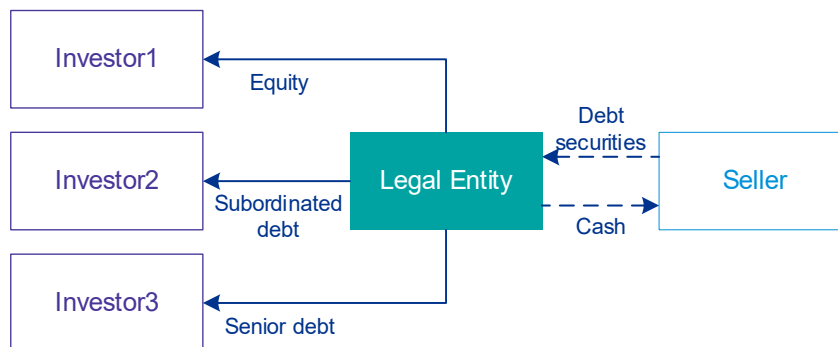 Investor1
Equity
Investor2
Subordinated
debt
Investor3
Senior debt
Legal Entity
Debt
securities
Cash
Seller